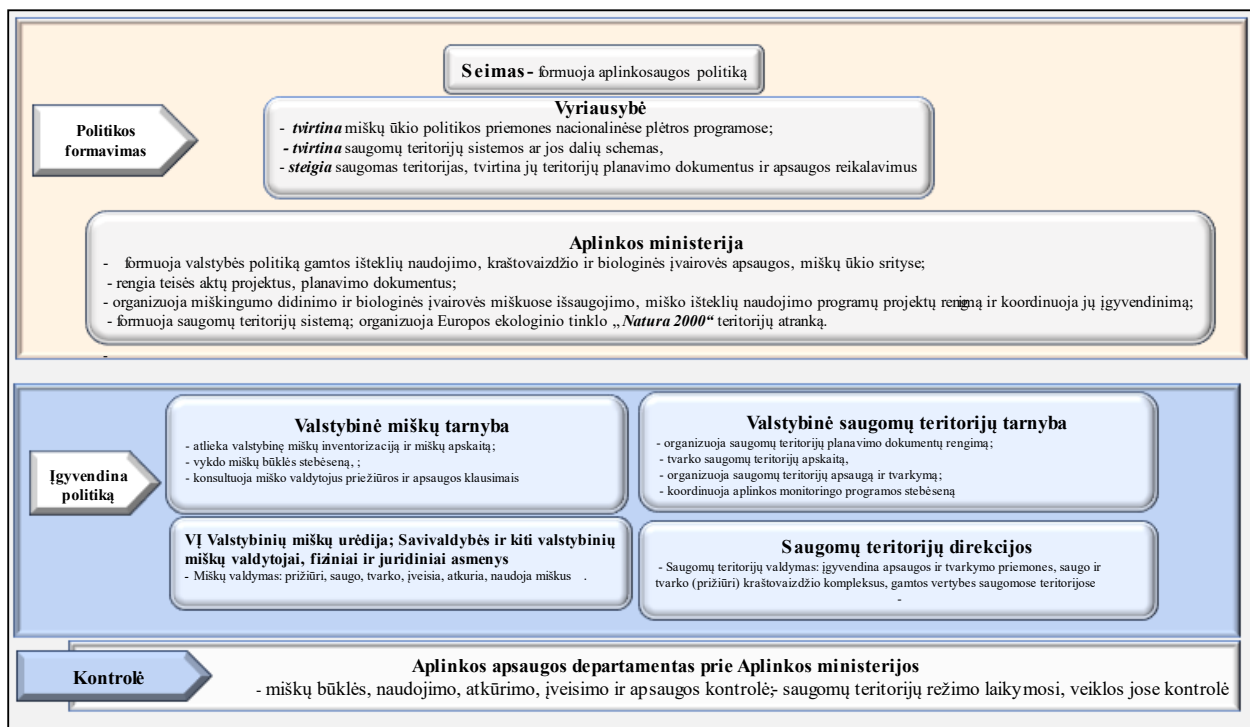 Seimas- formuoja aplinkosaugos politiką
Politikos
formavimas
Vyriausybė
- tvirtina miškų ūkio politikos priemones nacionalinėse plėtros programose;
- tvirtina saugomų teritorijų sistemos ar jos dalių schemas,
- steigia saugomas teritorijas, tvirtina jų teritorijų planavimo dokumentus ir apsaugos reikalavimus
Aplinkos ministerija
- formuoja valstybės politiką gamtos išteklių naudojimo, kraštovaizdžio ir biologinės įvairovės apsaugos, miškų ūkio srityse;
- rengia teisės aktų projektus, planavimo dokumentus;
- organizuoja miškingumo didinimo ir biologinės įvairovės miškuose išsaugojimo, miško išteklių naudojimo programų projektų rengimą ir koordinuoja jų įgyvendinimą;
- formuoja saugomų teritorijų sistemą; organizuoja Europos ekologinio tinklo „Natura 2000“ teritorijų atranką.
-
Įgyvendina
politiką
Valstybinė miškų tarnyba
- atlieka valstybinę miškų inventorizaciją ir miškų apskaitą;
- vykdo miškų būklės stebėseną, ;
- konsultuoja miško valdytojus priežiūros ir apsaugos klausimais
Valstybinė saugomų teritorijų tarnyba
- organizuoja saugomų teritorijų planavimo dokumentų rengimą;
- tvarko saugomų teritorijų apskaitą,
- organizuoja saugomų teritorijų apsaugą ir tvarkymą;
- koordinuoja aplinkos monitoringo programos stebėseną
VĮ Valstybinių miškų urėdija; Savivaldybės ir kiti valstybinių
miškų valdytojai, fiziniai ir juridiniai asmenys
- Miškų valdymas: prižiūri, saugo, tvarko, įveisia, atkuria, naudoja miškus .
Saugomų teritorijų direkcijos
- Saugomų teritorijų valdymas: įgyvendina apsaugos ir tvarkymo priemones, saugo ir
tvarko (prižiūri) kraštovaizdžio kompleksus, gamtos vertybes saugomose teritorijose
-
Kontrolė
Aplinkos apsaugos departamentas prie Aplinkos ministerijos
- miškų būklės, naudojimo, atkūrimo, įveisimo ir apsaugos kontrolė;- saugomų teritorijų režimo laikymosi, veiklos jose kontrolė